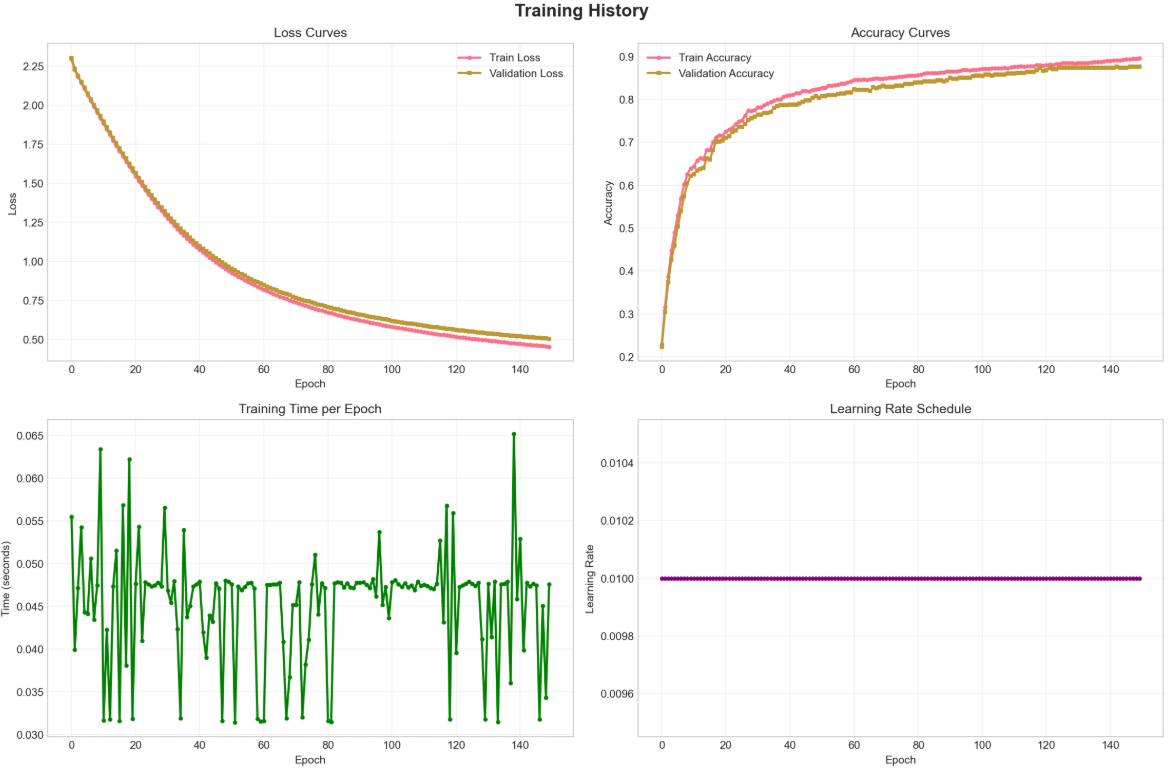 Training History
Loss Curves
Train Loss
Validation Loss
2.25
2.00
1.75
1.50
1.25
1.00
0.75
0.50
Loss
0 20 40 60 80 100 120 140
Epoch
Accuracy Curves
Train Accuracy
Validation Accuracy
0.9
0.8
0.7
0.6
0.5
0.4
0.3
0.2
Accuracy
0 20 40 60 80 100 120 140
Epoch
Training Time per Epoch
0.065
0.060
0.055
0.050
0.045
0.040
0.035
0.030
Time (seconds)
0 20 40 60 80 100 120 140
Epoch
Learning Rate Schedule
0.0104
0.0102
0.0100
0.0098
0.0096
Learning Rate
0 20 40 60 80 100 120 140
Epoch